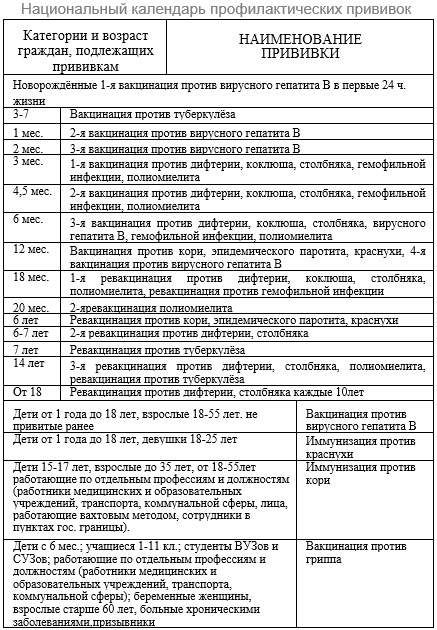 Национальный календарь профилактических прививок
Категории и возраст
граждан, подлежащих
прививкам
НАИМЕНОВАНИЕ
ПРИВИВКИ
Новорождённые 1-я вакцинация против вирусного гепатита В в первые 24 ч.
жизни
3-7 Вакцинация против туберкулёза
1 мес. 2-я вакцинация против вирусного гепатита В
2 мес. 3-я вакцинация против вирусного гепатита В
3 мес. 1-я вакцинация против дифтерии, коклюша, столбняка, гемофильной
инфекции, полиомиелита
4,5 мес. 2-я вакцинация против дифтерии, коклюша, столбняка, гемофильной
инфекции, полиомиелита
6 мес. 3-я вакцинация против дифтерии, коклюша, столбняка, вирусного
гепатита В, гемофильной инфекции, полиомиелита
12 мес. Вакцинация против кори, эпидемического паротита, краснухи, 4-я
вакцинация против вирусного гепатита В
18 мес. 1-я ревакцинация против дифтерии, коклюша, столбняка,
полиомиелита, ревакцинация против гемофильной инфекции
20 мес. 2-яревакцинация полиомиелита
6 лет Ревакцинация против кори, эпидемического паротита, краснухи
6-7 лет 2-я ревакцинация против дифтерии, столбняка
7 лет Ревакцинация против туберкулёза
14 лет 3-я ревакцинация против дифтерии, столбняка, полиомиелита,
ревакцинация против туберкулёза
От 18 Ревакцинация против дифтерии, столбняка каждые 10лет
Дети от 1 года до 18 лет, взрослые 18-55 лет. не
привитые ранее
Вакцинация против
вирусного гепатита В
Дети от 1 года до 18 лет, девушки 18-25 лет
Иммунизация против
краснухи
Дети 15-17 лет, взрослые до 35 лет, от 18-55лет
работающие по отдельным профессиям и должностям
(работники медицинских и образовательных
учреждений, транспорта, коммунальной сферы, лица,
работающие вахтовым методом, сотрудники в
пунктах гос. границы).
Иммунизация против
кори
Дети с 6 мес.; учащиеся 1-11 кл.; студенты ВУЗов и
СУЗов; работающие по отдельным профессиям и
должностям (работники медицинских и
образовательных учреждений, транспорта,
коммунальной сферы); беременные женщины,
взрослые старше 60 лет, больные хроническими
заболеваниями,призывники
Вакцинация против
гриппа